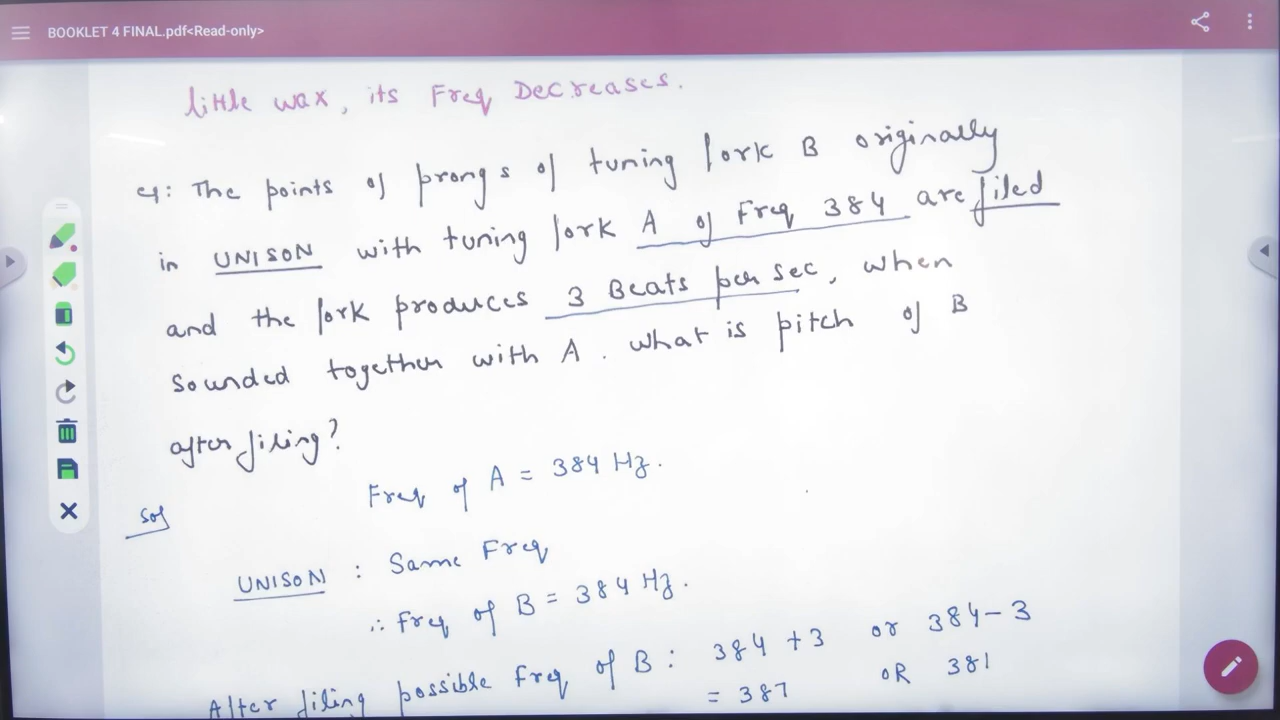 BOOKLET 4 FINAL.pdf<Read-only>
little wax, its Freq Decreases.
eg: The points of prongs of tuning fork B originally
in UNISON with tuning fork A of Freq 384 are filed
and the fork produces 3 Beats per sec, when
sounded together with A. what is pitch of B
after filing?
Sol Freq of A = 384 Hz.
UNISON : Same Freq
∴ Freq of B = 384 Hz.
After filing possible Freq of B : 384 +3 or 384-3
= 387 OR 381